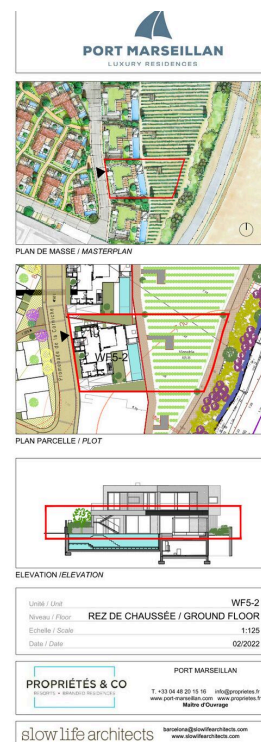 PORT MARSEILLAN
LUXURY RESIDENCES
PLAN DE MASSE / MASTERPLAN
WF5-2
PLAN PARCELLE / PLOT
ELEVATION /ELEVATION
Unité / Unit WF5-2
Niveau / Floor REZ DE CHAUSSÉE / GROUND FLOOR
Echelle / Scale 1:125
Date / Date 02/2022
PROPRIÉTÉS & CO
RESORTS + BRANDED RESIDENCES
PORT MARSEILLAN
T. +33 04 48 20 15 16 info@proprietes.fr
www.port-marseillan.com www.proprietes.fr
Maître d'Ouvrage
slow life architects
barcelona@slowlifearchitects.com
www.slowlifearchitects.com